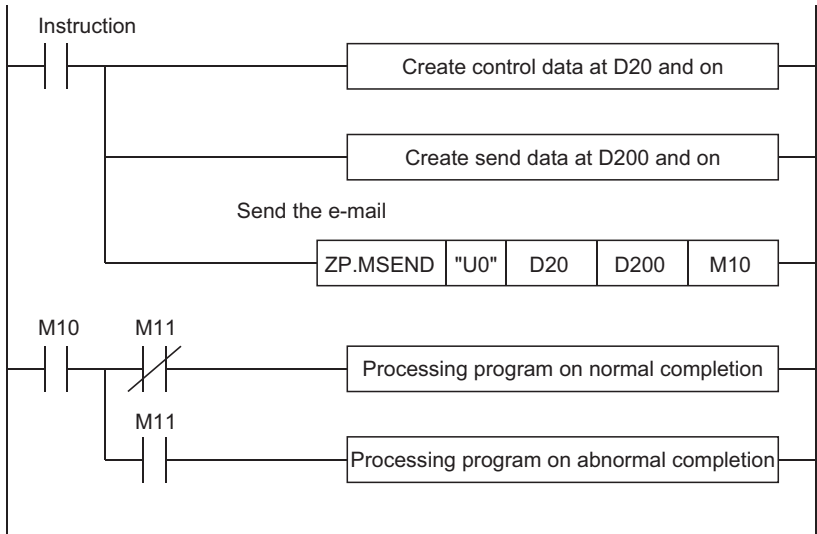 Instruction
Create control data at D20 and on
Create send data at D200 and on
Send the e-mail
ZP.MSEND "U0" D20 D200 M10
M10 M11
Processing program on normal completion
M11
Processing program on abnormal completion